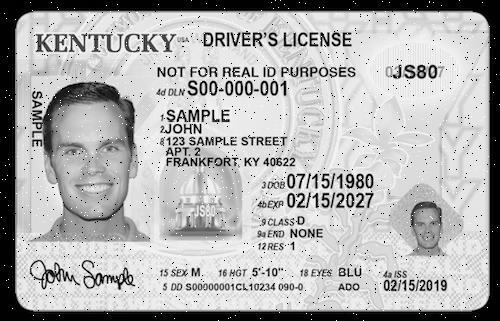 KENTUCKY USA DRIVER'S LICENSE
NOT FOR REAL ID PURPOSES
JS80
4d DLN S00-000-001
SAMPLE
1 SAMPLE
2 JOHN
8 123 SAMPLE STREET
APT. 2
FRANKFORT, KY 40622
3 DOB 07/15/1980
4b EXP 02/15/2027
JS80
9 CLASS D
9a END NONE
12 RES 1
John Sample
15 SEX M 16 HGT 5'-10" 18 EYES BLU
4a ISS
5 DD S00000001CL10234 090-0 ADO 02/15/2019